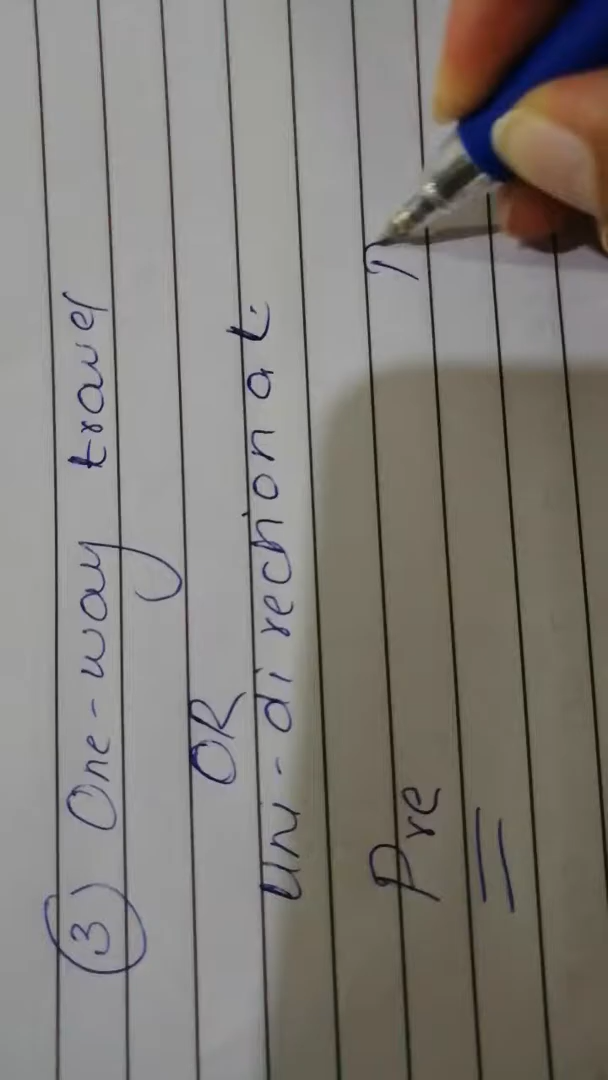 ③ One-way travel
OR
Uni-directional
Pre